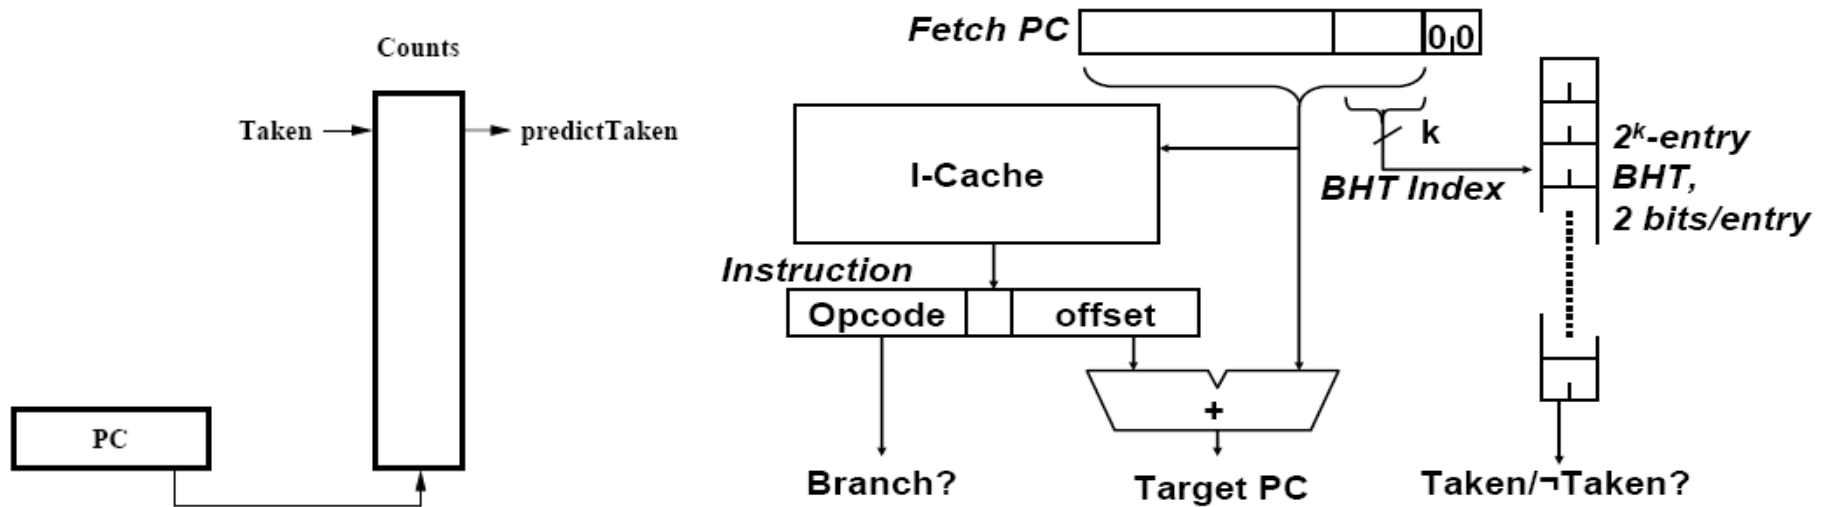 Counts
Taken
predictTaken
PC
Fetch PC
0 0
I-Cache
k
BHT Index
2ᵏ-entry
BHT,
2 bits/entry
Instruction
Opcode
offset
+
Branch?
Target PC
Taken/¬Taken?